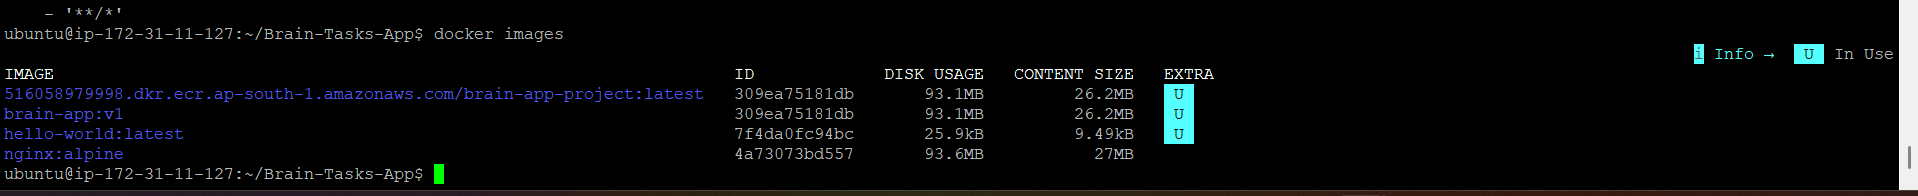 - '**/*'
ubuntu@ip-172-31-11-127:~/Brain-Tasks-App$ docker images
i Info → U In Use
IMAGE ID DISK USAGE CONTENT SIZE EXTRA
516058979998.dkr.ecr.ap-south-1.amazonaws.com/brain-app-project:latest 309ea75181db 93.1MB 26.2MB U
brain-app:v1 309ea75181db 93.1MB 26.2MB U
hello-world:latest 7f4da0fc94bc 25.9kB 9.49kB U
nginx:alpine 4a73073bd557 93.6MB 27MB
ubuntu@ip-172-31-11-127:~/Brain-Tasks-App$